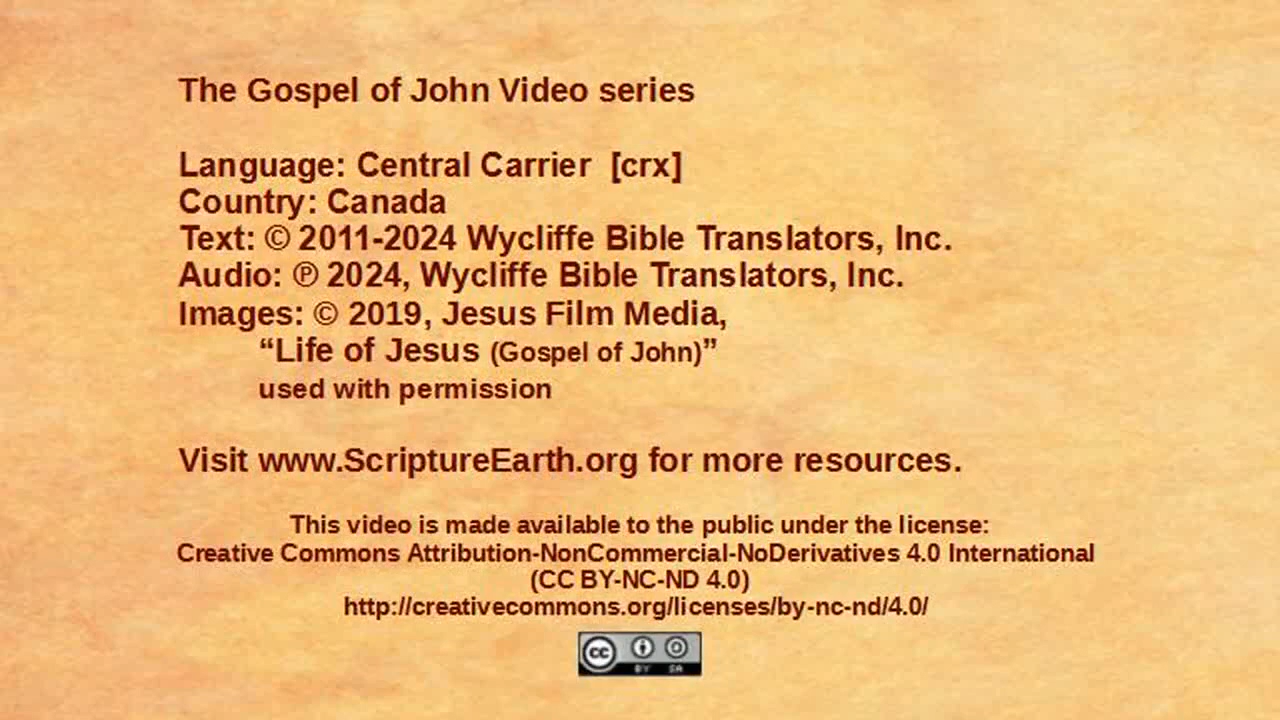 The Gospel of John Video series
Language: Central Carrier [crx]
Country: Canada
Text: © 2011-2024 Wycliffe Bible Translators, Inc.
Audio: ℗ 2024, Wycliffe Bible Translators, Inc.
Images: © 2019, Jesus Film Media,
“Life of Jesus (Gospel of John)”
used with permission
Visit www.ScriptureEarth.org for more resources.
This video is made available to the public under the license:
Creative Commons Attribution-NonCommercial-NoDerivatives 4.0 International
(CC BY-NC-ND 4.0)
http://creativecommons.org/licenses/by-nc-nd/4.0/
cc BY SA